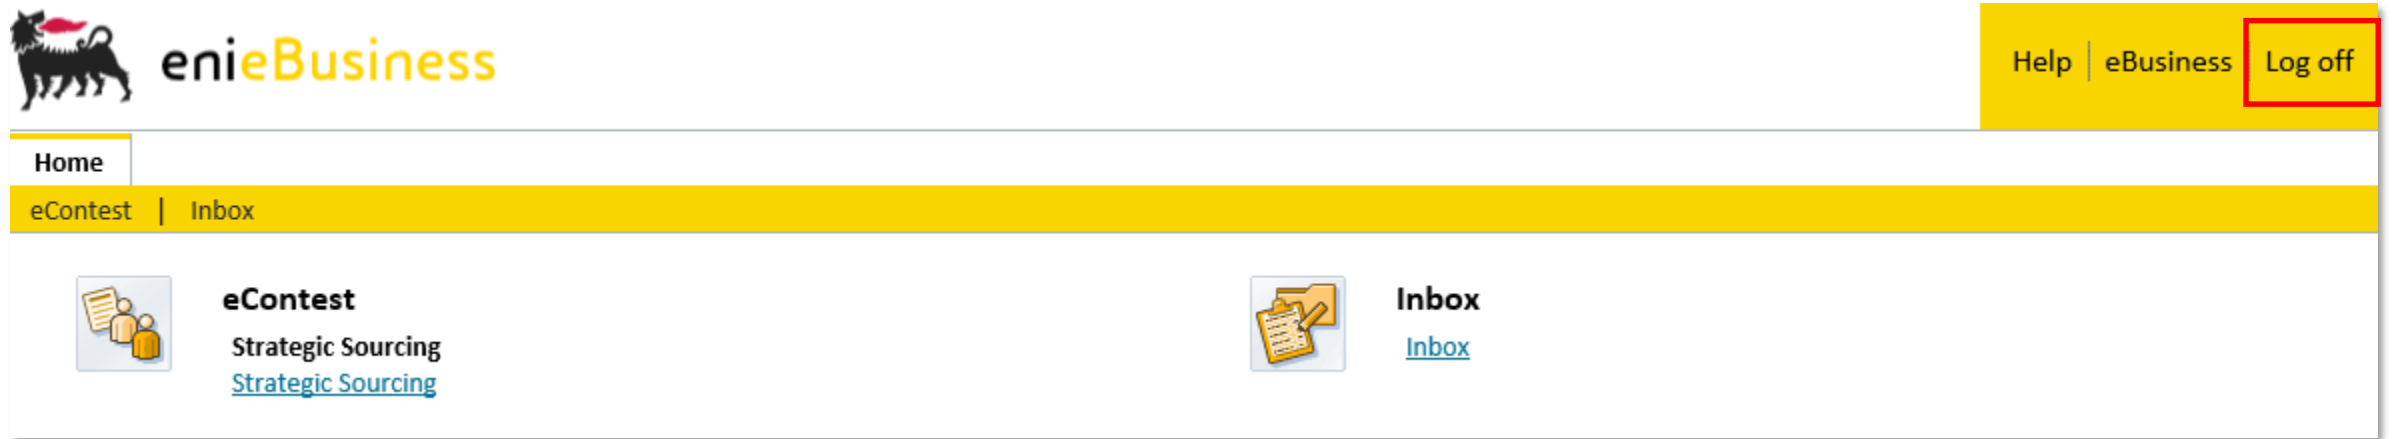 enieBusiness
Help eBusiness Log off
Home
eContest | Inbox
eContest
Strategic Sourcing
Strategic Sourcing
Inbox
Inbox